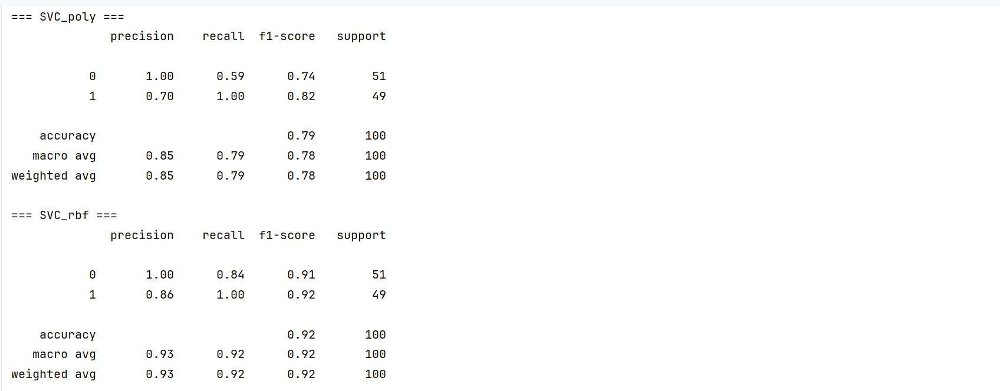 === SVC_poly ===
              precision    recall  f1-score   support

           0       1.00      0.59      0.74        51
           1       0.70      1.00      0.82        49

    accuracy                           0.79       100
   macro avg       0.85      0.79      0.78       100
weighted avg       0.85      0.79      0.78       100

=== SVC_rbf ===
              precision    recall  f1-score   support

           0       1.00      0.84      0.91        51
           1       0.86      1.00      0.92        49

    accuracy                           0.92       100
   macro avg       0.93      0.92      0.92       100
weighted avg       0.93      0.92      0.92       100